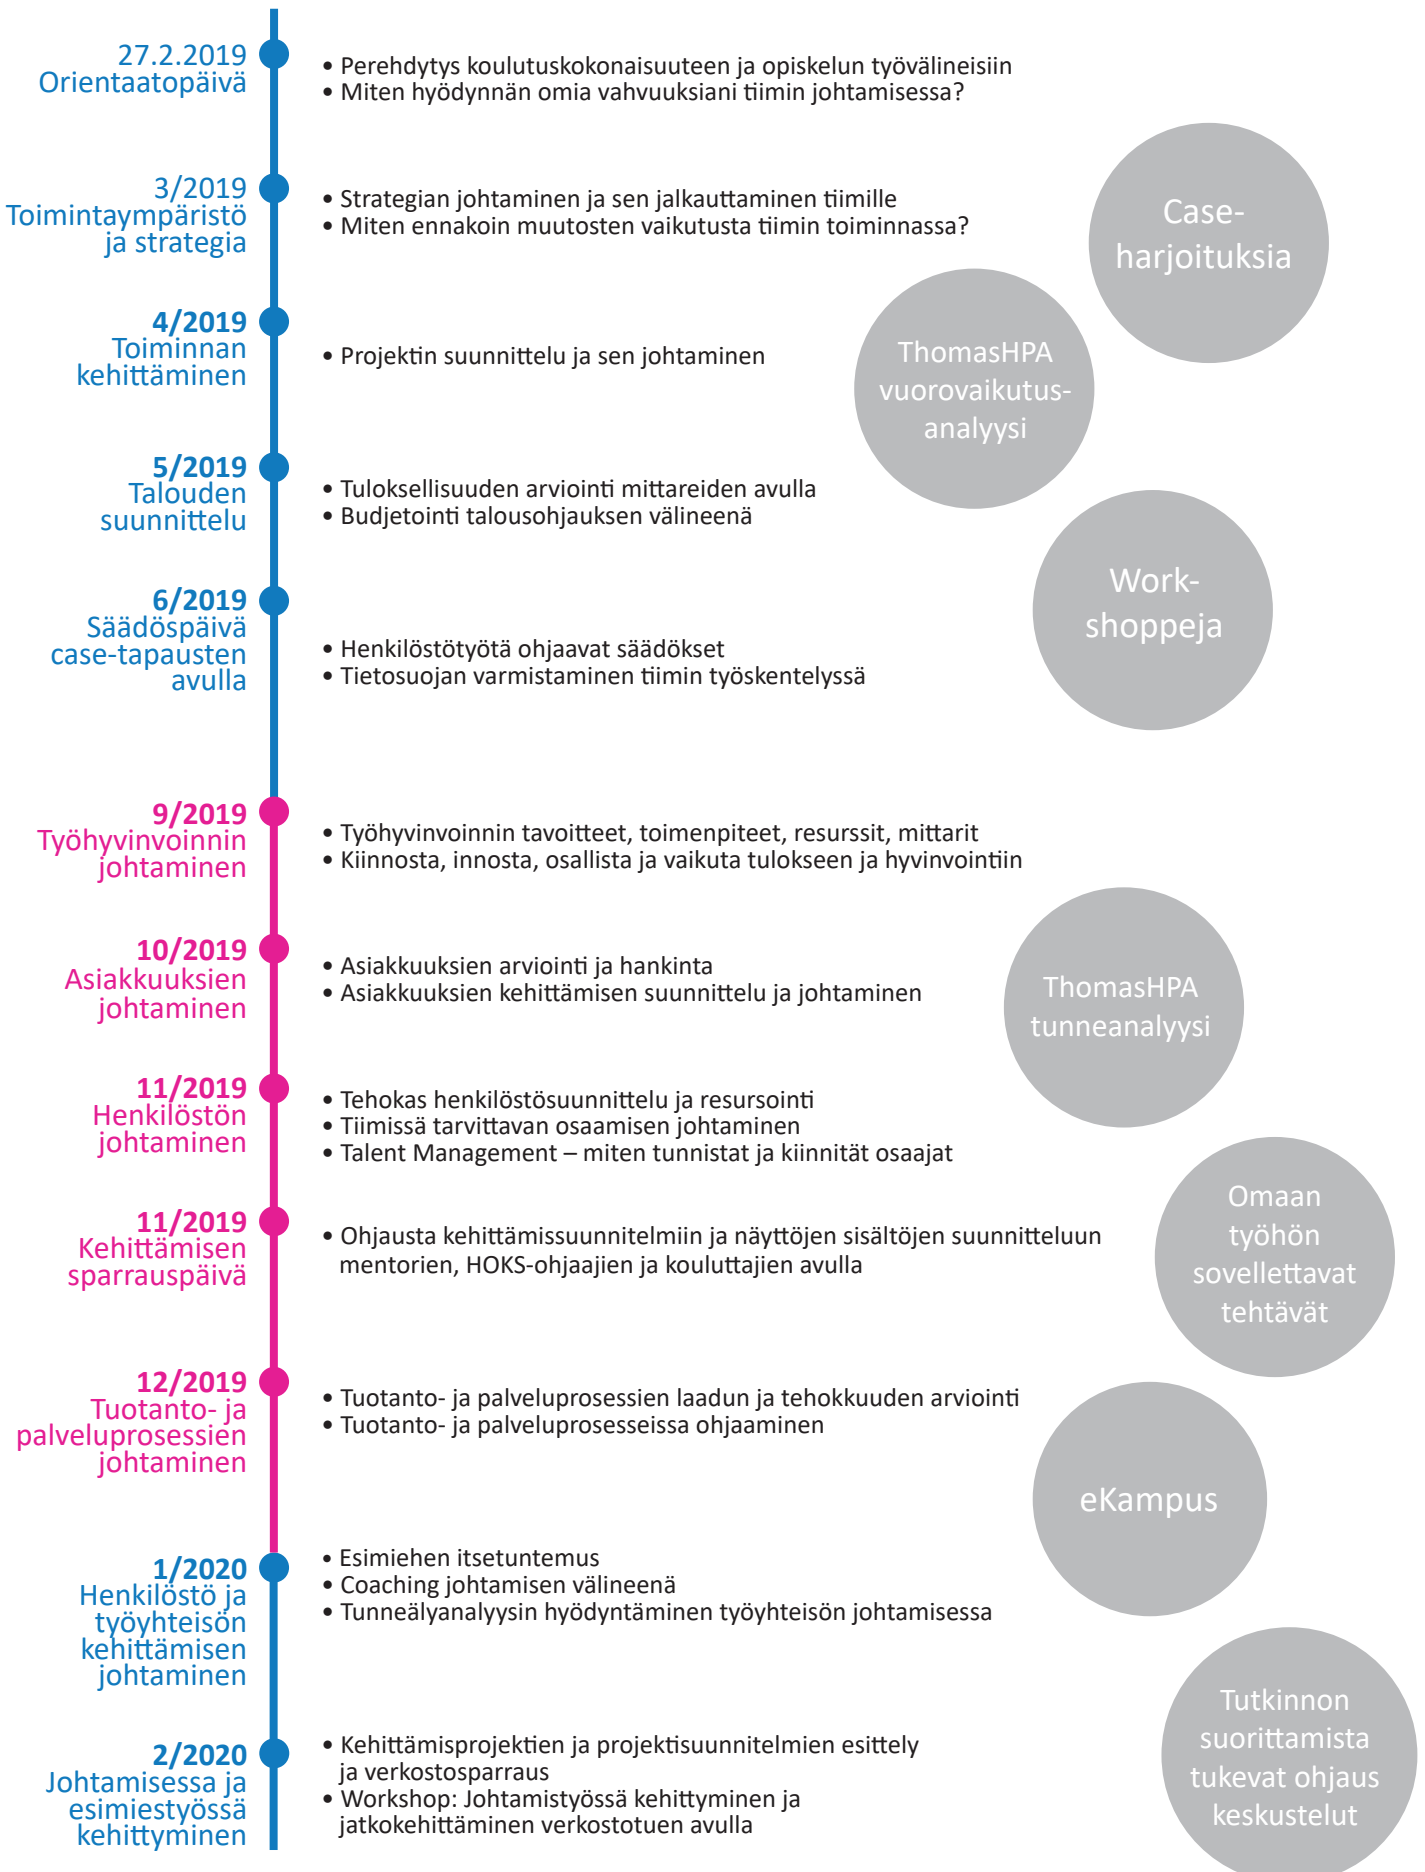 27.2.2019
Orientaatopäivä
• Perehdytys koulutuskokonaisuuteen ja opiskelun työvälineisiin
• Miten hyödynnän omia vahvuuksiani tiimin johtamisessa?
3/2019
Toimintaympäristö
ja strategia
• Strategian johtaminen ja sen jalkauttaminen tiimille
• Miten ennakoin muutosten vaikutusta tiimin toiminnassa?
Case-
harjoituksia
4/2019
Toiminnan
kehittäminen
• Projektin suunnittelu ja sen johtaminen
ThomasHPA
vuorovaikutus-
analyysi
5/2019
Talouden
suunnittelu
• Tuloksellisuuden arviointi mittareiden avulla
• Budjetointi talousohjauksen välineenä
Work-
shoppeja
6/2019
Säädöspäivä
case-tapausten
avulla
• Henkilöstötyötä ohjaavat säädökset
• Tietosuojan varmistaminen tiimin työskentelyssä
9/2019
Työhyvinvoinnin
johtaminen
• Työhyvinvoinnin tavoitteet, toimenpiteet, resurssit, mittarit
• Kiinnosta, innosta, osallista ja vaikuta tulokseen ja hyvinvointiin
10/2019
Asiakkuuksien
johtaminen
• Asiakkuuksien arviointi ja hankinta
• Asiakkuuksien kehittämisen suunnittelu ja johtaminen
ThomasHPA
tunneanalyysi
11/2019
Henkilöstön
johtaminen
• Tehokas henkilöstösuunnittelu ja resursointi
• Tiimissä tarvittavan osaamisen johtaminen
• Talent Management – miten tunnistat ja kiinnität osaajat
11/2019
Kehittämisen
sparrauspäivä
• Ohjausta kehittämissuunnitelmiin ja näyttöjen sisältöjen suunnitteluun
mentorien, HOKS-ohjaajien ja kouluttajien avulla
Omaan
työhön
sovellettavat
tehtävät
12/2019
Tuotanto- ja
palveluprosessien
johtaminen
• Tuotanto- ja palveluprosessien laadun ja tehokkuuden arviointi
• Tuotanto- ja palveluprosesseissa ohjaaminen
eKampus
1/2020
Henkilöstö ja
työyhteisön
kehittämisen
johtaminen
• Esimiehen itsetuntemus
• Coaching johtamisen välineenä
• Tunneälyanalyysin hyödyntäminen työyhteisön johtamisessa
2/2020
Johtamisessa ja
esimiestyössä
kehittyminen
• Kehittämisprojektien ja projektisuunnitelmien esittely
ja verkostosparraus
• Workshop: Johtamistyössä kehittyminen ja
jatkokehittäminen verkostotuen avulla
Tutkinnon
suorittamista
tukevat ohjaus
keskustelut